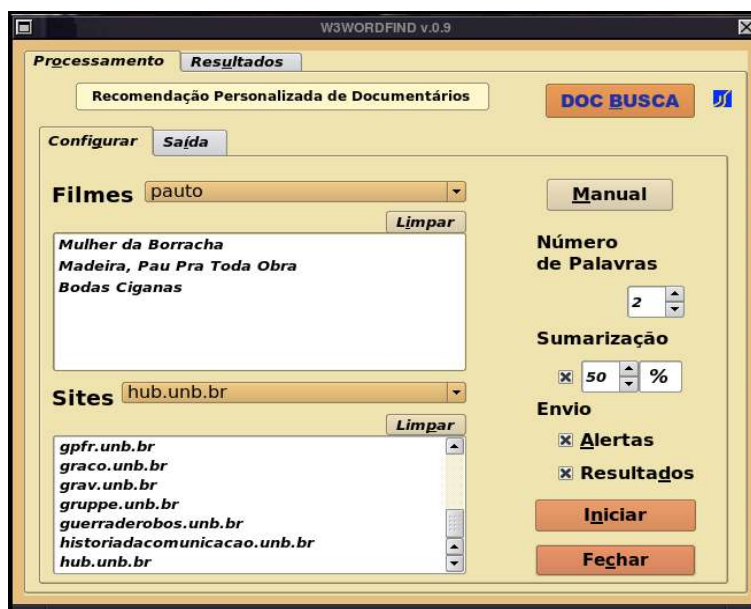 W3WORDFIND v.0.9
Processamento Resultados
Recomendação Personalizada de Documentários
DOC BUSCA
Configurar Saída
Filmes pauto
Manual
Limpar
Mulher da Borracha
Madeira, Pau Pra Toda Obra
Bodas Ciganas
Número
de Palavras
2
Sumarização
50 %
Sites hub.unb.br
Envio
Limpar
Alertas
Resultados
gpfr.unb.br
graco.unb.br
grav.unb.br
gruppe.unb.br
guerraderobos.unb.br
historiadacomunicacao.unb.br
hub.unb.br
Iniciar
Fechar